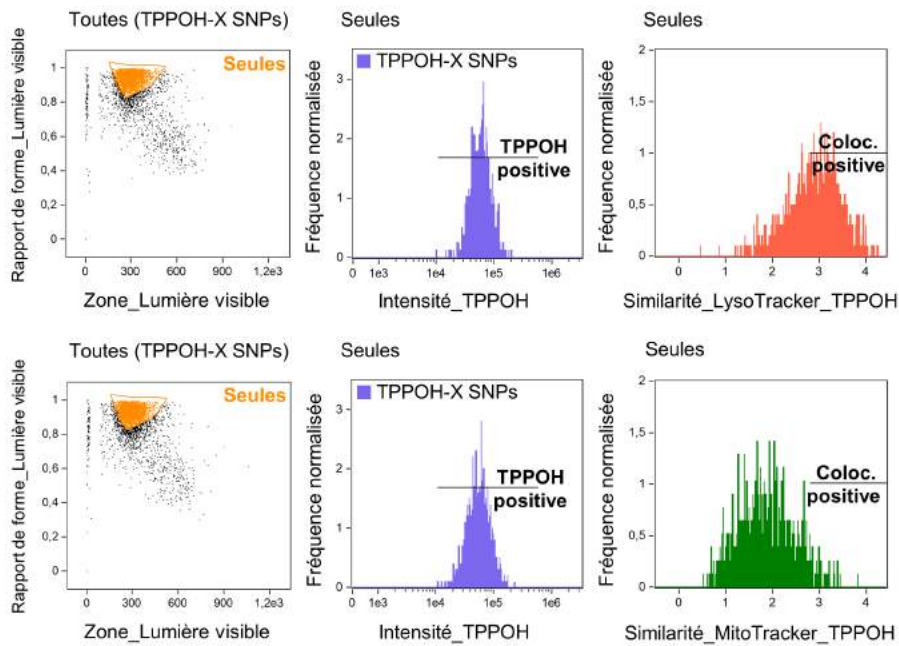 Toutes (TPPOH-X SNPs)
Seules
Seules
Rapport de forme_Lumière visible
1
0,8
0,6
0,4
0,2
0
Seules
0
300
600
900
1,2e3
Zone_Lumière visible
Fréquence normalisée
3
2
1
0
TPPOH-X SNPs
TPPOH
positive
0
1e3
1e4
1e5
1e6
Intensité_TPPOH
Fréquence normalisée
2
1,5
1
0,5
0
Coloc.
positive
0
1
2
3
4
Similarité_LysoTracker_TPPOH
Toutes (TPPOH-X SNPs)
Seules
Seules
Rapport de forme_Lumière visible
1
0,8
0,6
0,4
0,2
0
Seules
0
300
600
900
1,2e3
Zone_Lumière visible
Fréquence normalisée
3
2
1
0
TPPOH-X SNPs
TPPOH
positive
0
1e3
1e4
1e5
1e6
Intensité_TPPOH
Fréquence normalisée
2
1,5
1
0,5
0
Coloc.
positive
0
1
2
3
4
Similarité_MitoTracker_TPPOH